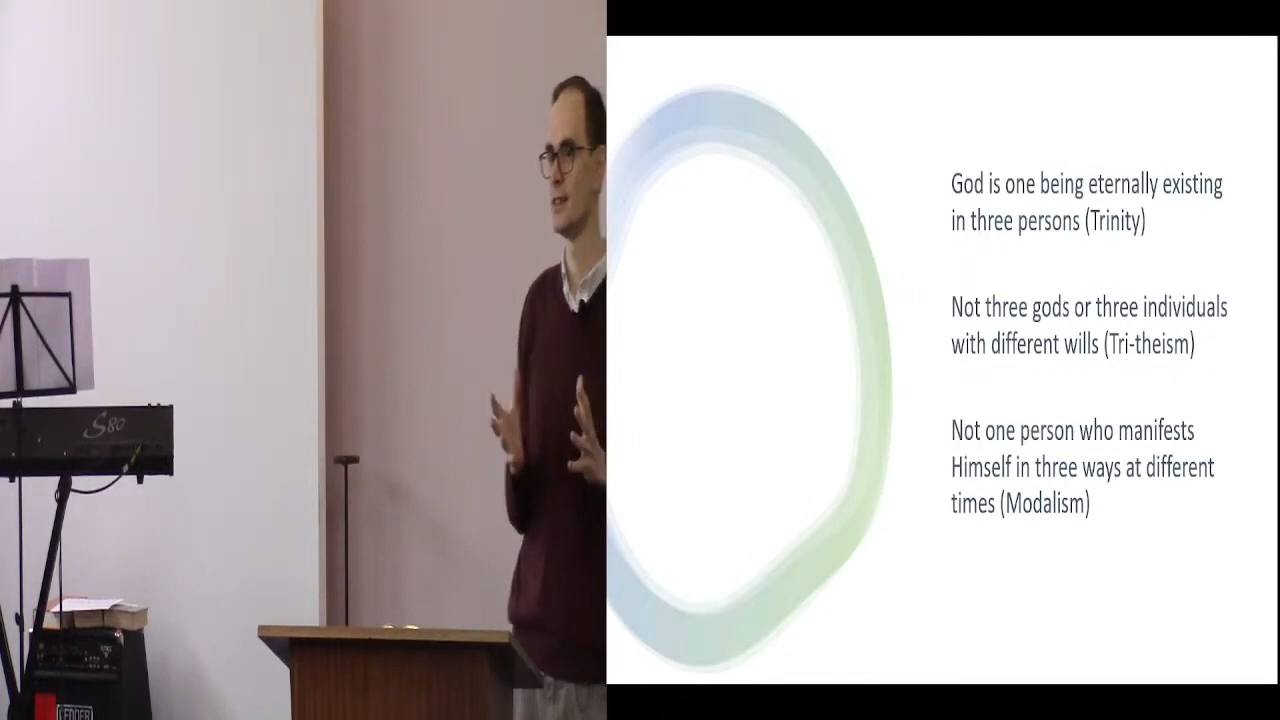 God is one being eternally existing
in three persons (Trinity)
Not three gods or three individuals
with different wills (Tri-theism)
Not one person who manifests
Himself in three ways at different
times (Modalism)
S80